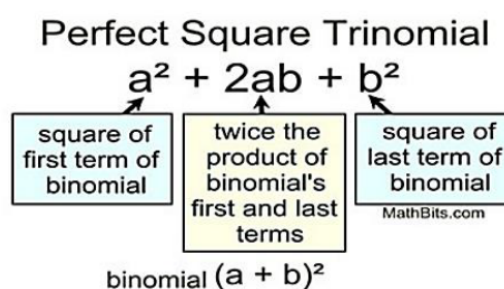 Perfect Square Trinomial
a² + 2ab + b²
square of
first term of
binomial
twice the
product of
binomial's
first and last
terms
square of
last term of
binomial
MathBits.com
binomial (a + b)²